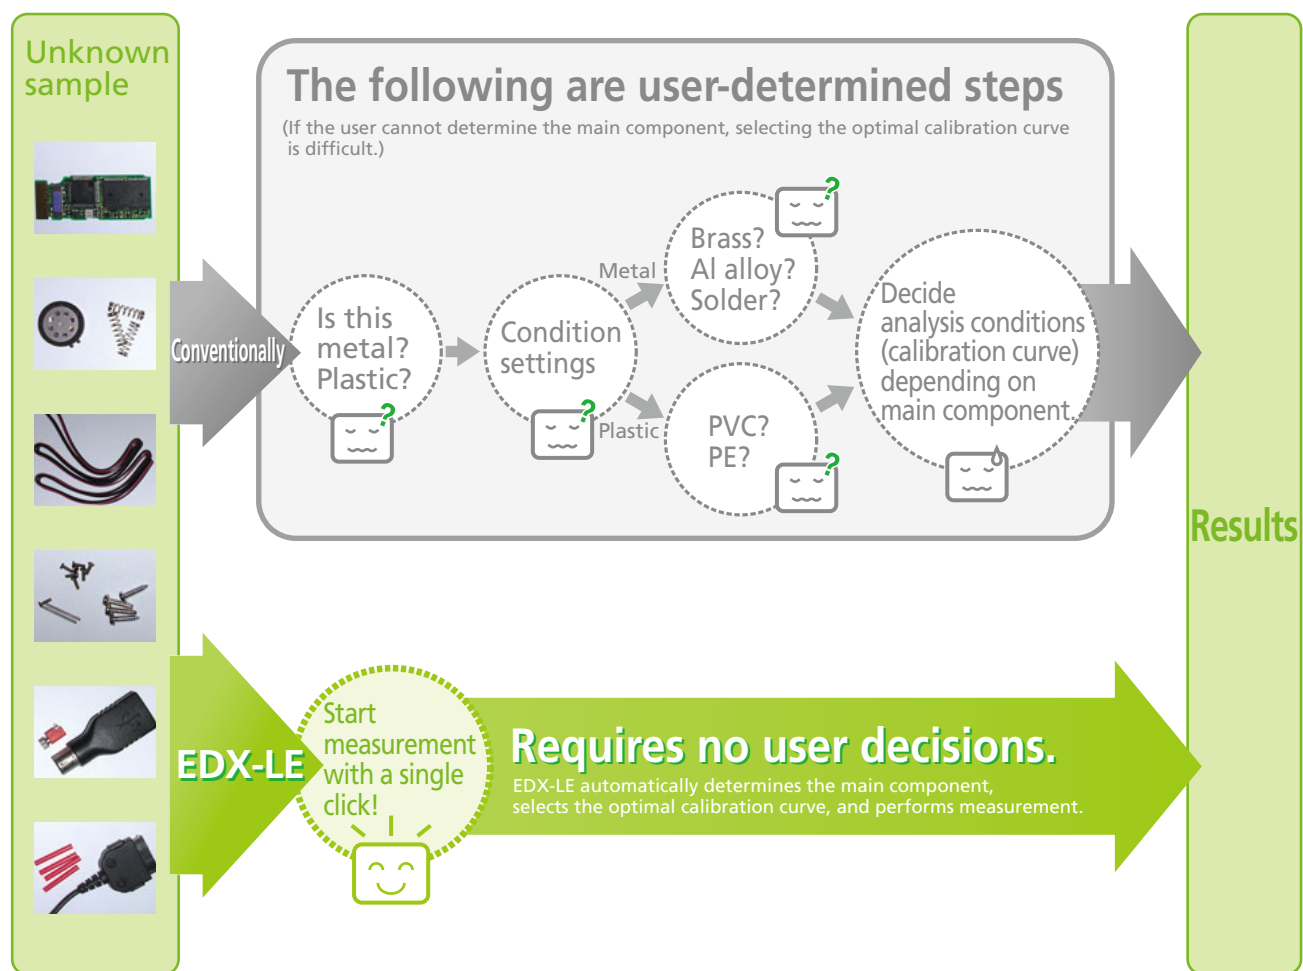 Unknown
sample
The following are user-determined steps
(If the user cannot determine the main component, selecting the optimal calibration curve
is difficult.)
Conventionally
Is this
metal?
Plastic?
?
Condition
settings
?
Metal
Brass?
Al alloy?
Solder?
?
Plastic
PVC?
PE?
?
Decide
analysis conditions
(calibration curve)
depending on
main component.
Results
EDX-LE
Start
measurement
with a single
click!
Requires no user decisions.
EDX-LE automatically determines the main component,
selects the optimal calibration curve, and performs measurement.